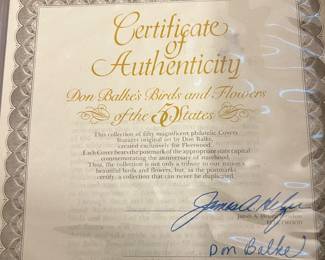 Certificate
of
Authenticity
Don Balke's Birds and Flowers
of the 50 States
This collection of fifty magnificent philatelic Covers
features original art by Don Balke,
created exclusively for Fleetwood.
Each Cover bears the postmark of the appropriate state capital
commemorating the anniversary of statehood.
Thus, the collection is not only a tribute to our nation's
beautiful birds and flowers, but, as the postmarks
certify, a collection that can never be duplicated.
James A.
FLEETWOOD
Don Balke